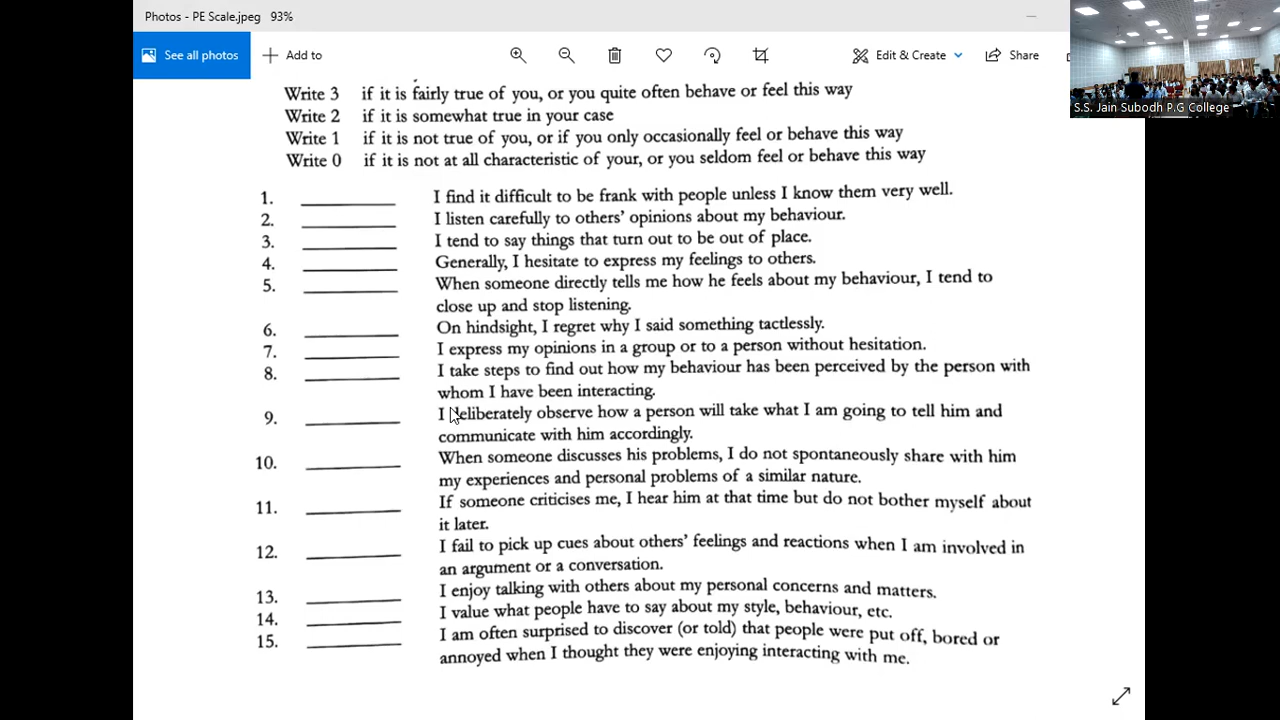 Photos - PE Scale.jpeg 93%
See all photos
Add to
Edit & Create
Share
S.S. Jain Subodh P.G College
Write 3 if it is fairly true of you, or you quite often behave or feel this way
Write 2 if it is somewhat true in your case
Write 1 if it is not true of you, or if you only occasionally feel or behave this way
Write 0 if it is not at all characteristic of your, or you seldom feel or behave this way
1. I find it difficult to be frank with people unless I know them very well.
2. I listen carefully to others' opinions about my behaviour.
3. I tend to say things that turn out to be out of place.
4. Generally, I hesitate to express my feelings to others.
5. When someone directly tells me how he feels about my behaviour, I tend to
close up and stop listening.
6. On hindsight, I regret why I said something tactlessly.
7. I express my opinions in a group or to a person without hesitation.
8. I take steps to find out how my behaviour has been perceived by the person with
whom I have been interacting.
9. I deliberately observe how a person will take what I am going to tell him and
communicate with him accordingly.
10. When someone discusses his problems, I do not spontaneously share with him
my experiences and personal problems of a similar nature.
11. If someone criticises me, I hear him at that time but do not bother myself about
it later.
12. I fail to pick up cues about others' feelings and reactions when I am involved in
an argument or a conversation.
13. I enjoy talking with others about my personal concerns and matters.
14. I value what people have to say about my style, behaviour, etc.
15. I am often surprised to discover (or told) that people were put off, bored or
annoyed when I thought they were enjoying interacting with me.